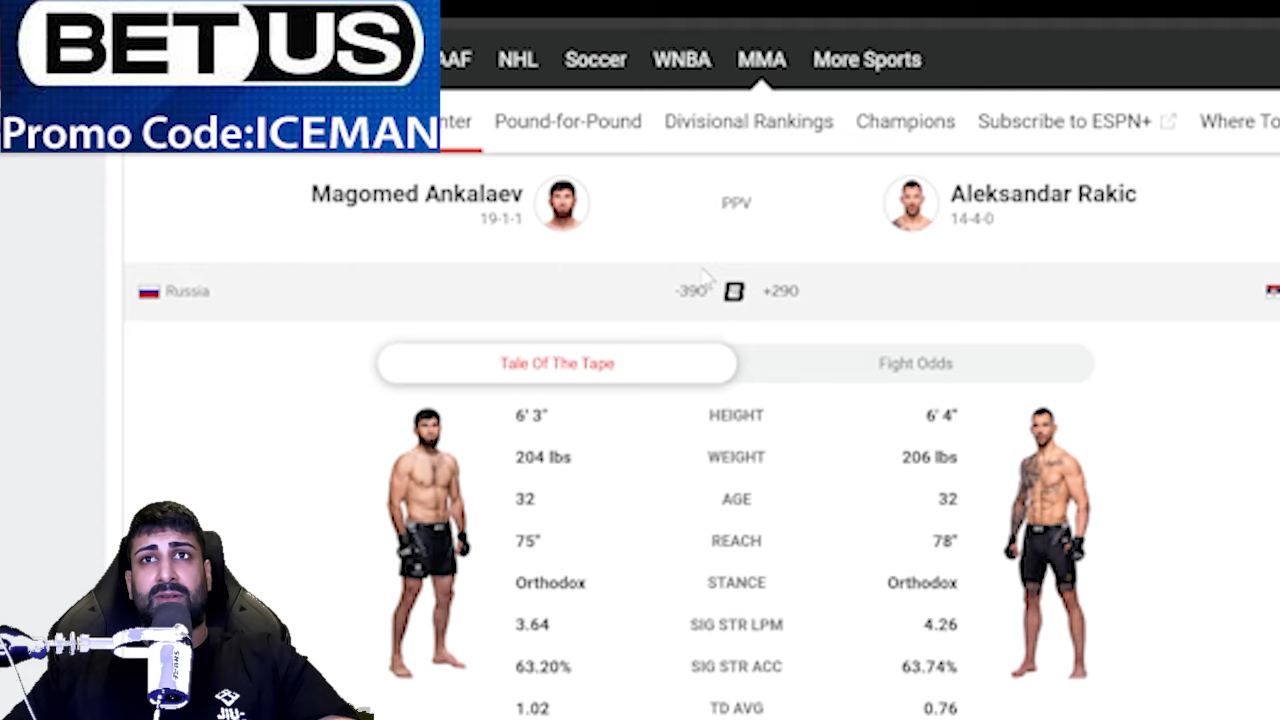 BETUS
Promo Code:ICEMAN
AAF NHL Soccer WNBA MMA More Sports
nter Pound-for-Pound Divisional Rankings Champions Subscribe to ESPN+ Where To
Magomed Ankalaev
19-1-1
PPV
Aleksandar Rakic
14-4-0
Russia
-390 B +290
Tale Of The Tape Fight Odds
6' 3" HEIGHT 6' 4"
204 lbs WEIGHT 206 lbs
32 AGE 32
75" REACH 78"
Orthodox STANCE Orthodox
3.64 SIG STR LPM 4.26
63.20% SIG STR ACC 63.74%
1.02 TD AVG 0.76
SHURE
JIU-